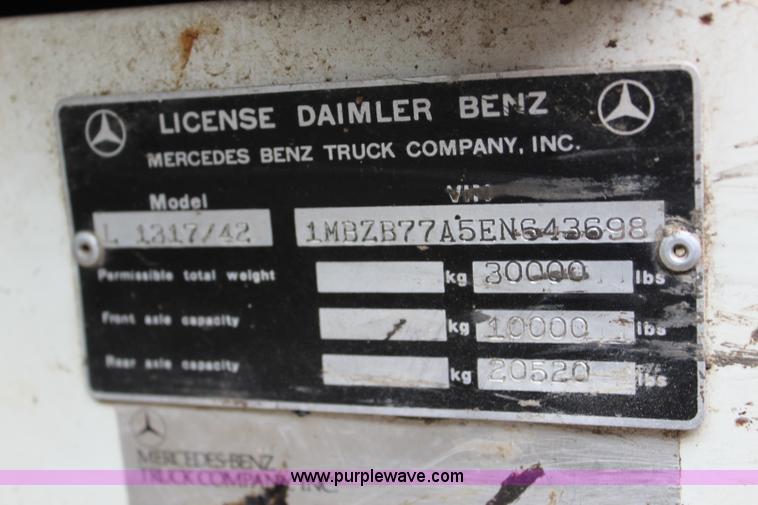 LICENSE DAIMLER BENZ
MERCEDES BENZ TRUCK COMPANY, INC.
Model VIN
L 1317/42 1MBZB77A5EN643698
Permissible total weight kg 30000 lbs
Front axle capacity kg 10000 lbs
Rear axle capacity kg 20520 lbs
MERCEDES-BENZ
TRUCK COMPANY, INC.
www.purplewave.com